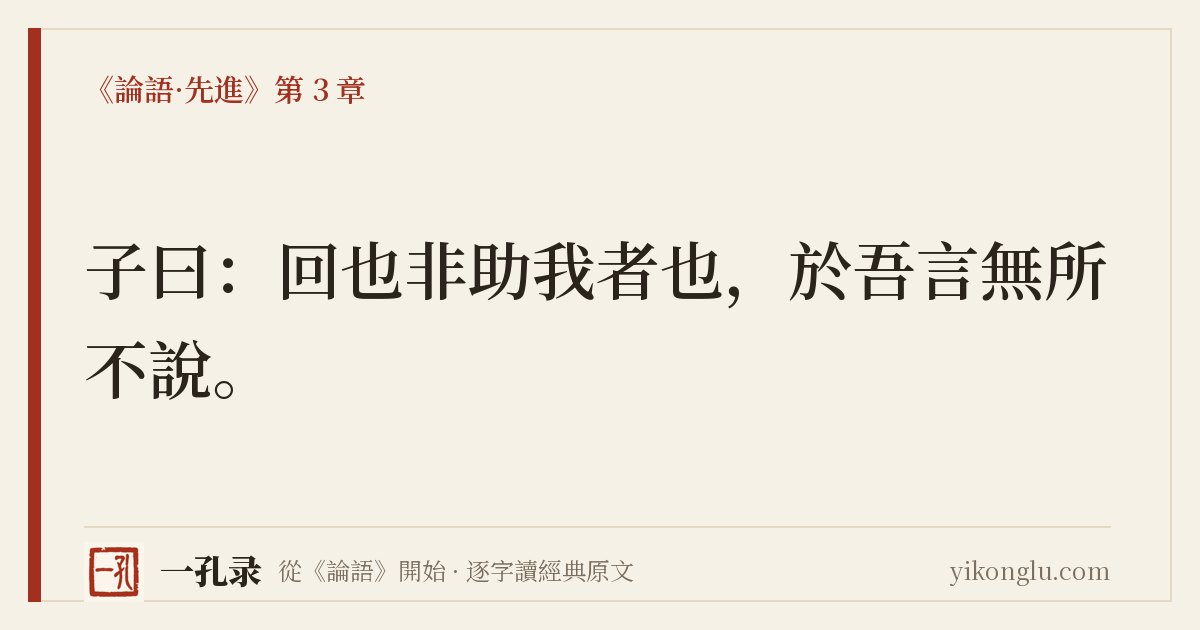 《論語·先進》第 3 章
子曰：回也非助我者也，於吾言無所
不說。
一孔
一孔录 從《論語》開始 · 逐字讀經典原文 yikonglu.com